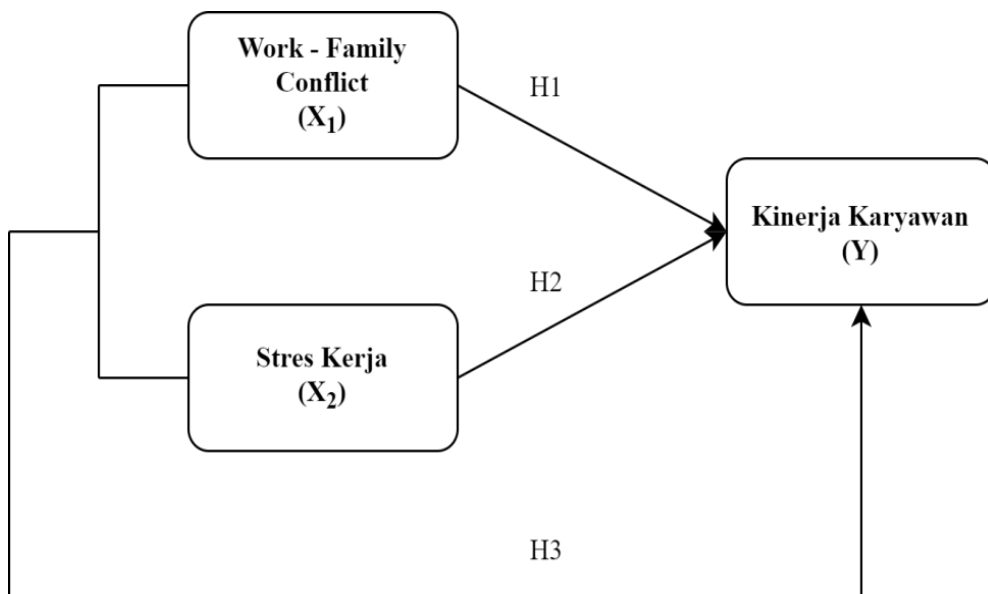 Work - Family
Conflict
(X1)
H1
Kinerja Karyawan
(Y)
H2
Stres Kerja
(X2)
H3